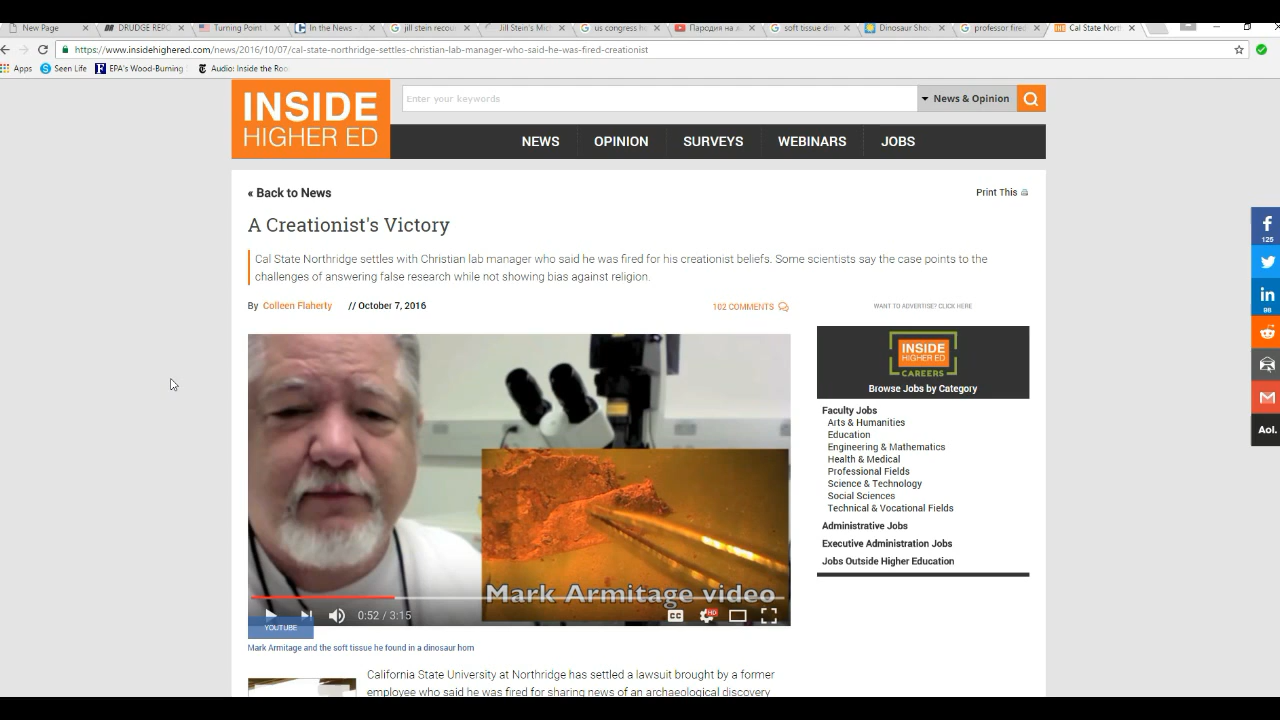 New Page
DRUDGE REPO
Turning Point
In the News
jill stein recou
Jill Stein's Mic
us congress h
Пародия на
soft tissue din
Dinosaur Shoc
professor fired
Cal State North
https://www.insidehighered.com/news/2016/10/07/cal-state-northridge-settles-christian-lab-manager-who-said-he-was-fired-creationist
Apps
Seen Life
EPA's Wood-Burning
Audio: Inside the Roo
INSIDE
HIGHER ED
Enter your keywords
News & Opinion
NEWS
OPINION
SURVEYS
WEBINARS
JOBS
« Back to News
Print This
A Creationist's Victory
Cal State Northridge settles with Christian lab manager who said he was fired for his creationist beliefs. Some scientists say the case points to the
challenges of answering false research while not showing bias against religion.
By Colleen Flaherty // October 7, 2016
102 COMMENTS
WANT TO ADVERTISE? CLICK HERE
INSIDE
HIGHER ED
CAREERS
Browse Jobs by Category
Faculty Jobs
Arts & Humanities
Education
Engineering & Mathematics
Health & Medical
Professional Fields
Science & Technology
Social Sciences
Technical & Vocational Fields
Administrative Jobs
Executive Administration Jobs
Jobs Outside Higher Education
125
in
86
Aol.
Mark Armitage video
0:52 / 3:15
CC
HD
YOUTUBE
Mark Armitage and the soft tissue he found in a dinosaur horn
California State University at Northridge has settled a lawsuit brought by a former
employee who said he was fired for sharing news of an archaeological discovery